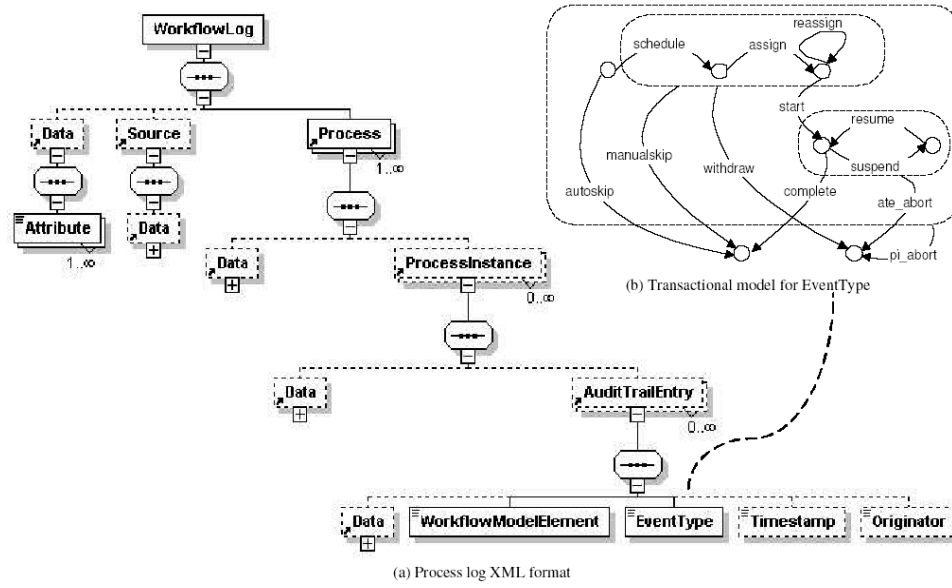 WorkflowLog
Data
Source
Process
1..∞
Attribute
1..∞
Data
Data
ProcessInstance
0..∞
Data
AuditTrailEntry
0..∞
Data
WorkflowModelElement
EventType
Timestamp
Originator
(a) Process log XML format
reassign
schedule
assign
start
resume
suspend
manualskip
withdraw
autoskip
complete
ate_abort
pi_abort
(b) Transactional model for EventType